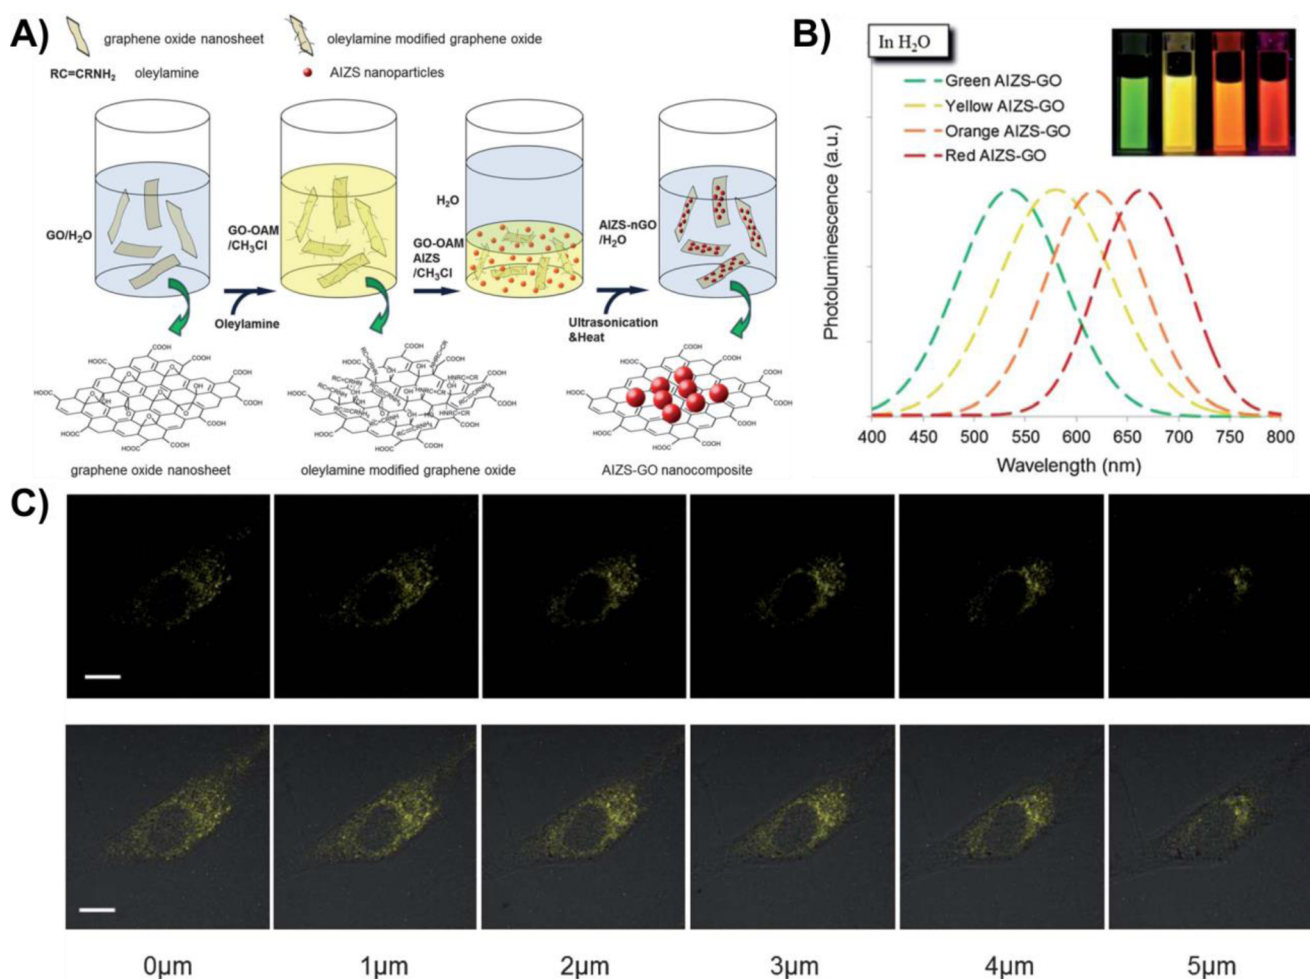 A)
graphene oxide nanosheet
oleylamine modified graphene oxide
RC=CRNH2 oleylamine
AIZS nanoparticles
GO/H2O
GO-OAM
/CH3Cl
H2O
GO-OAM
AIZS
/CH3Cl
AIZS-nGO
/H2O
Oleylamine
Ultrasonication
&Heat
graphene oxide nanosheet
oleylamine modified graphene oxide
AIZS-GO nanocomposite
B)
In H2O
Green AIZS-GO
Yellow AIZS-GO
Orange AIZS-GO
Red AIZS-GO
Photoluminescence (a.u.)
400 450 500 550 600 650 700 750 800
Wavelength (nm)
C)
0μm 1μm 2μm 3μm 4μm 5μm